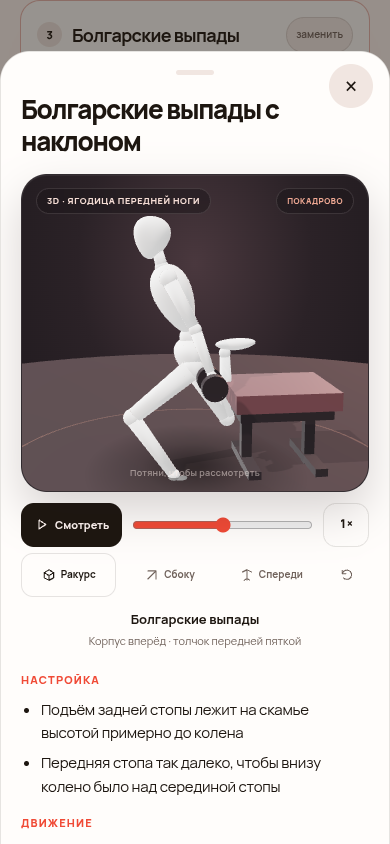 3 Болгарские выпады заменить
Болгарские выпады с
наклоном
3D · ЯГОДИЦА ПЕРЕДНЕЙ НОГИ
ПОКАДРОВО
Потяни, чтобы рассмотреть
Смотреть
1×
Ракурс Сбоку Спереди
Болгарские выпады
Корпус вперёд · толчок передней пяткой
НАСТРОЙКА
• Подъём задней стопы лежит на скамье
высотой примерно до колена
• Передняя стопа так далеко, чтобы внизу
колено было над серединой стопы
ДВИЖЕНИЕ